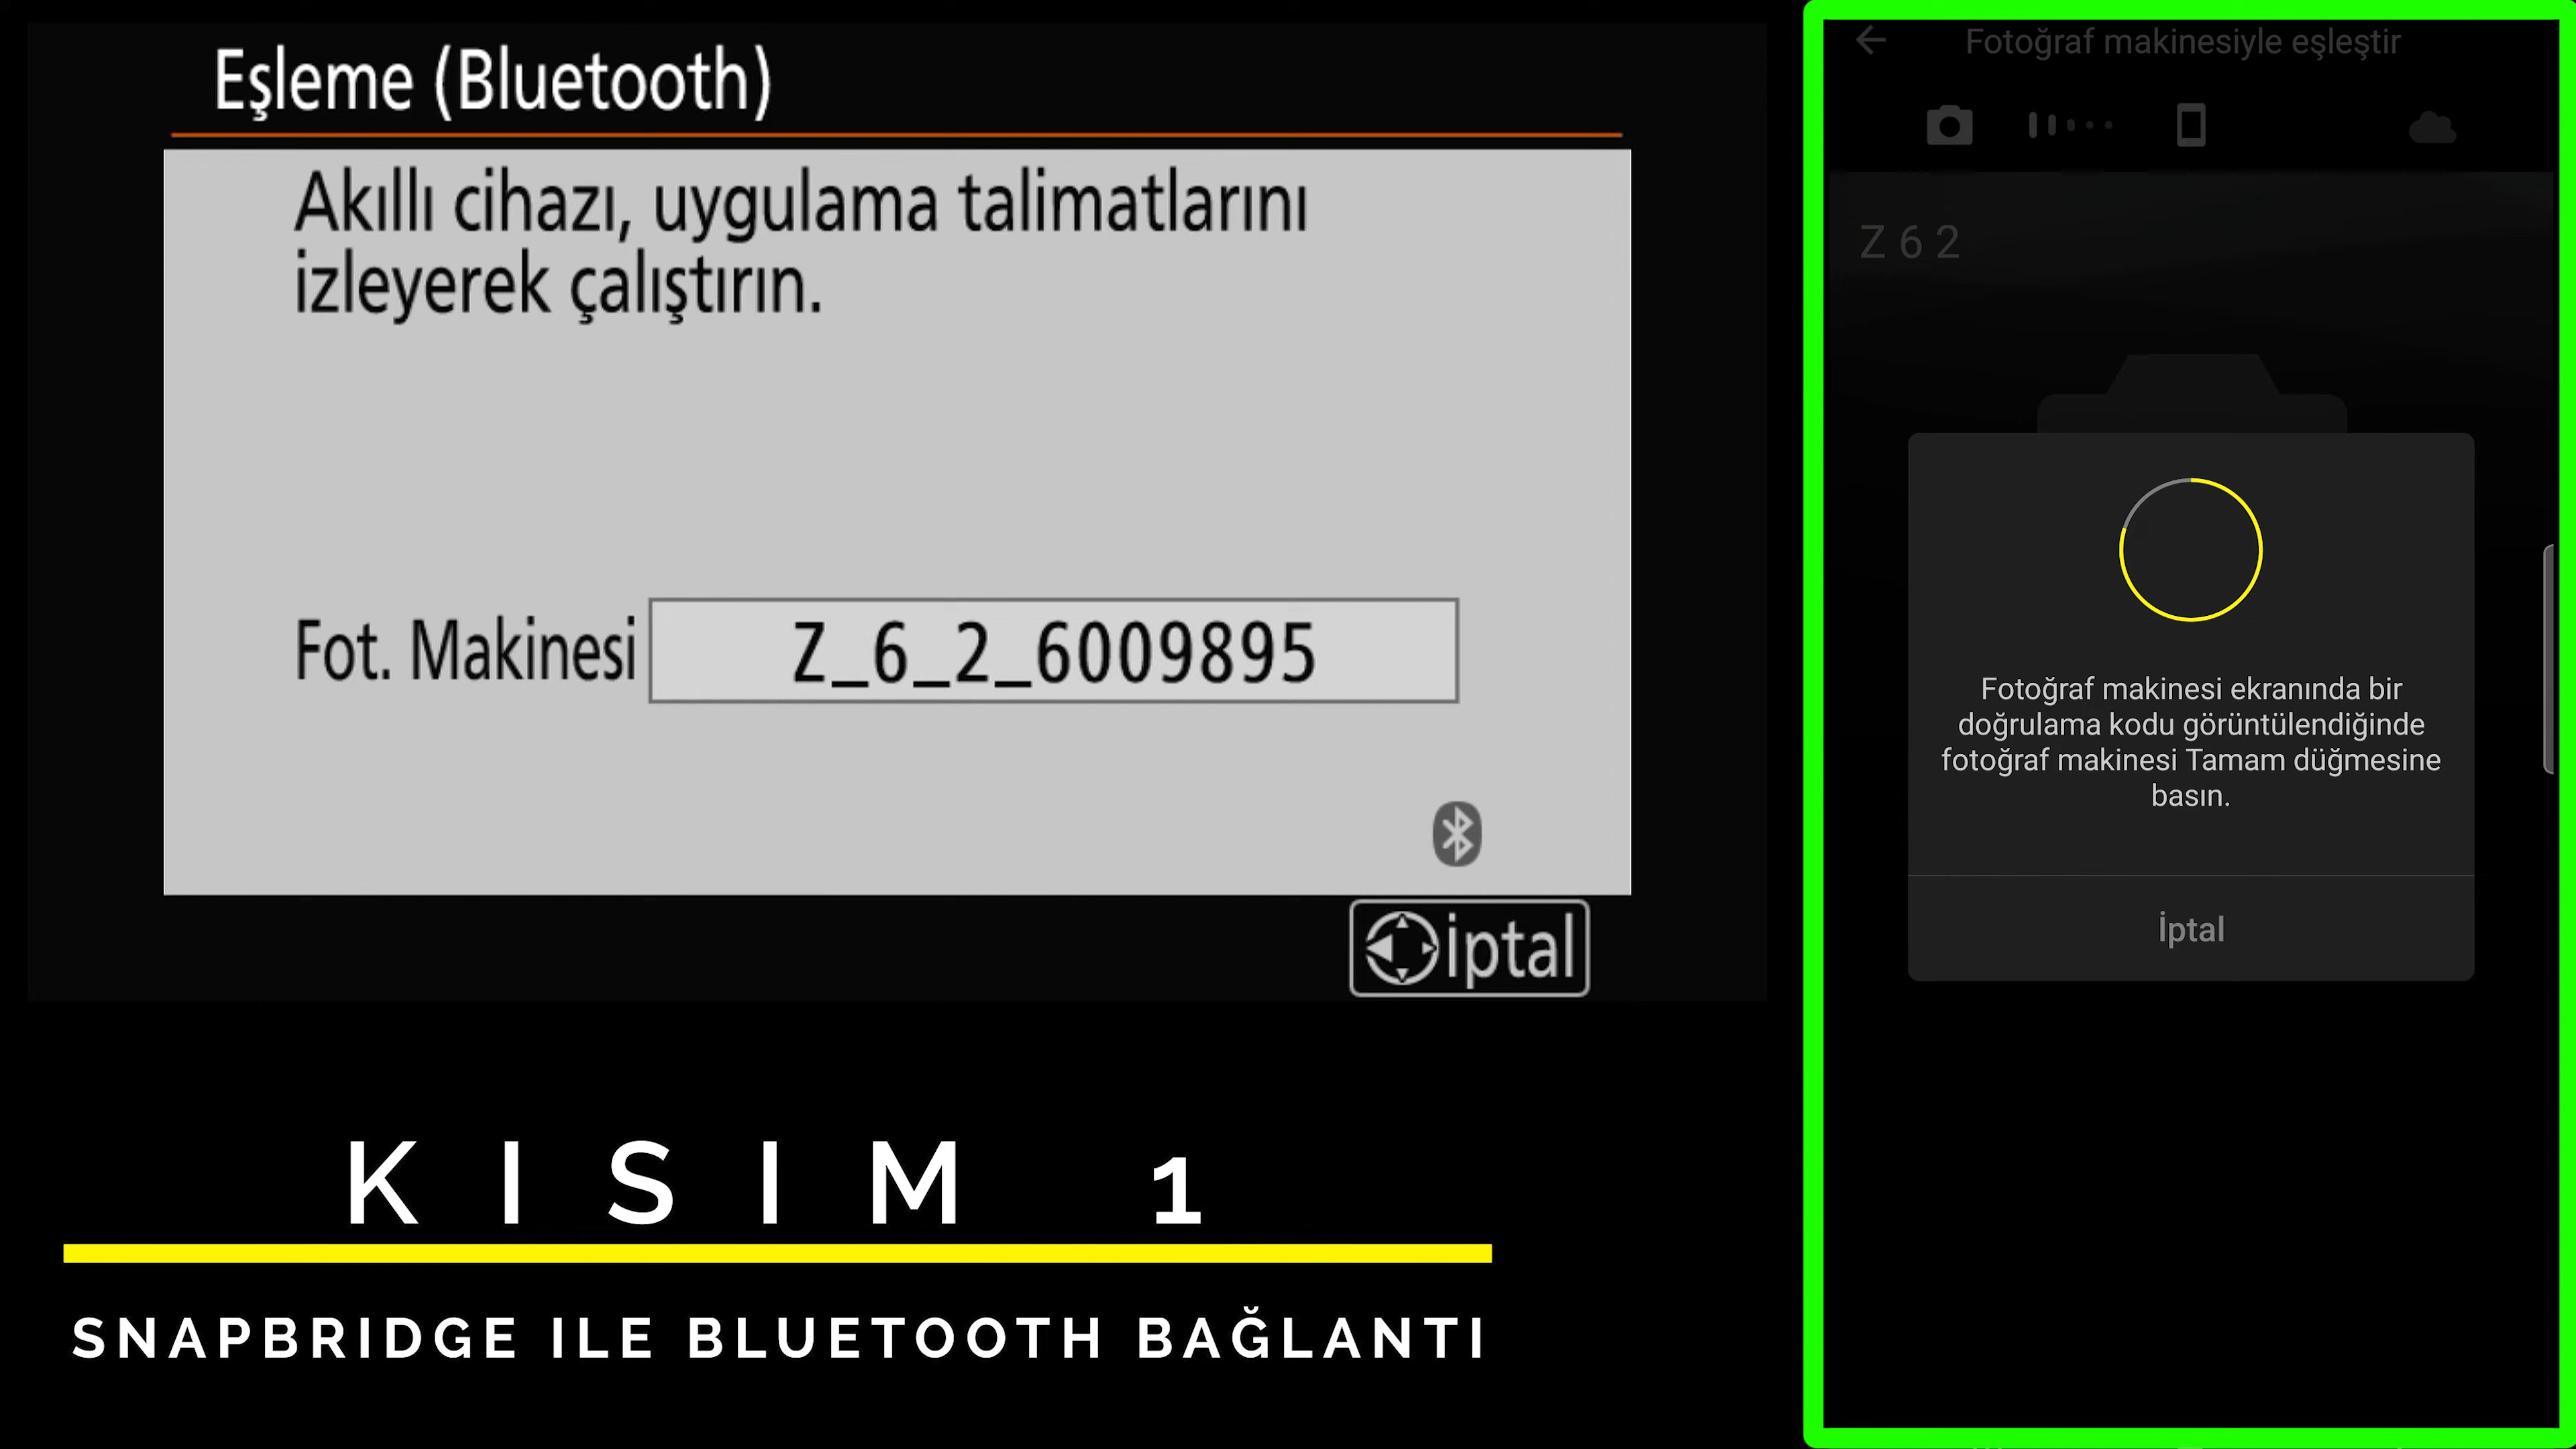 Eşleme (Bluetooth)
Akıllı cihazı, uygulama talimatlarını
izleyerek çalıştırın.
Fot. Makinesi Z_6_2_6009895
İptal
KISIM 1
SNAPBRIDGE ILE BLUETOOTH BAĞLANTI
Fotoğraf makinesiyle eşleştir
Z 6 2
Fotoğraf makinesi ekranında bir
doğrulama kodu görüntülendiğinde
fotoğraf makinesi Tamam düğmesine
basın.
İptal